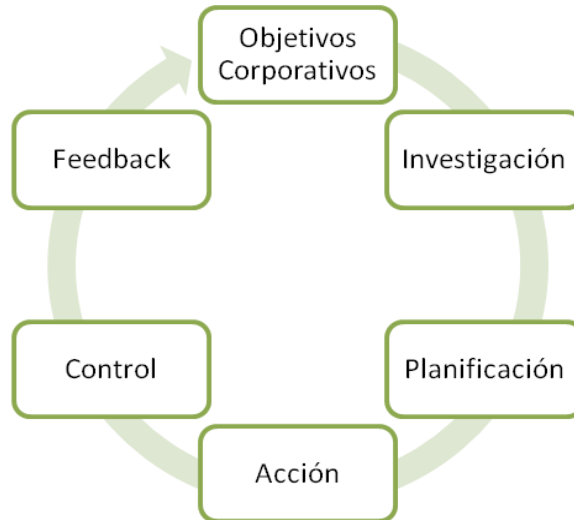 Objetivos
Corporativos
Investigación
Planificación
Acción
Control
Feedback